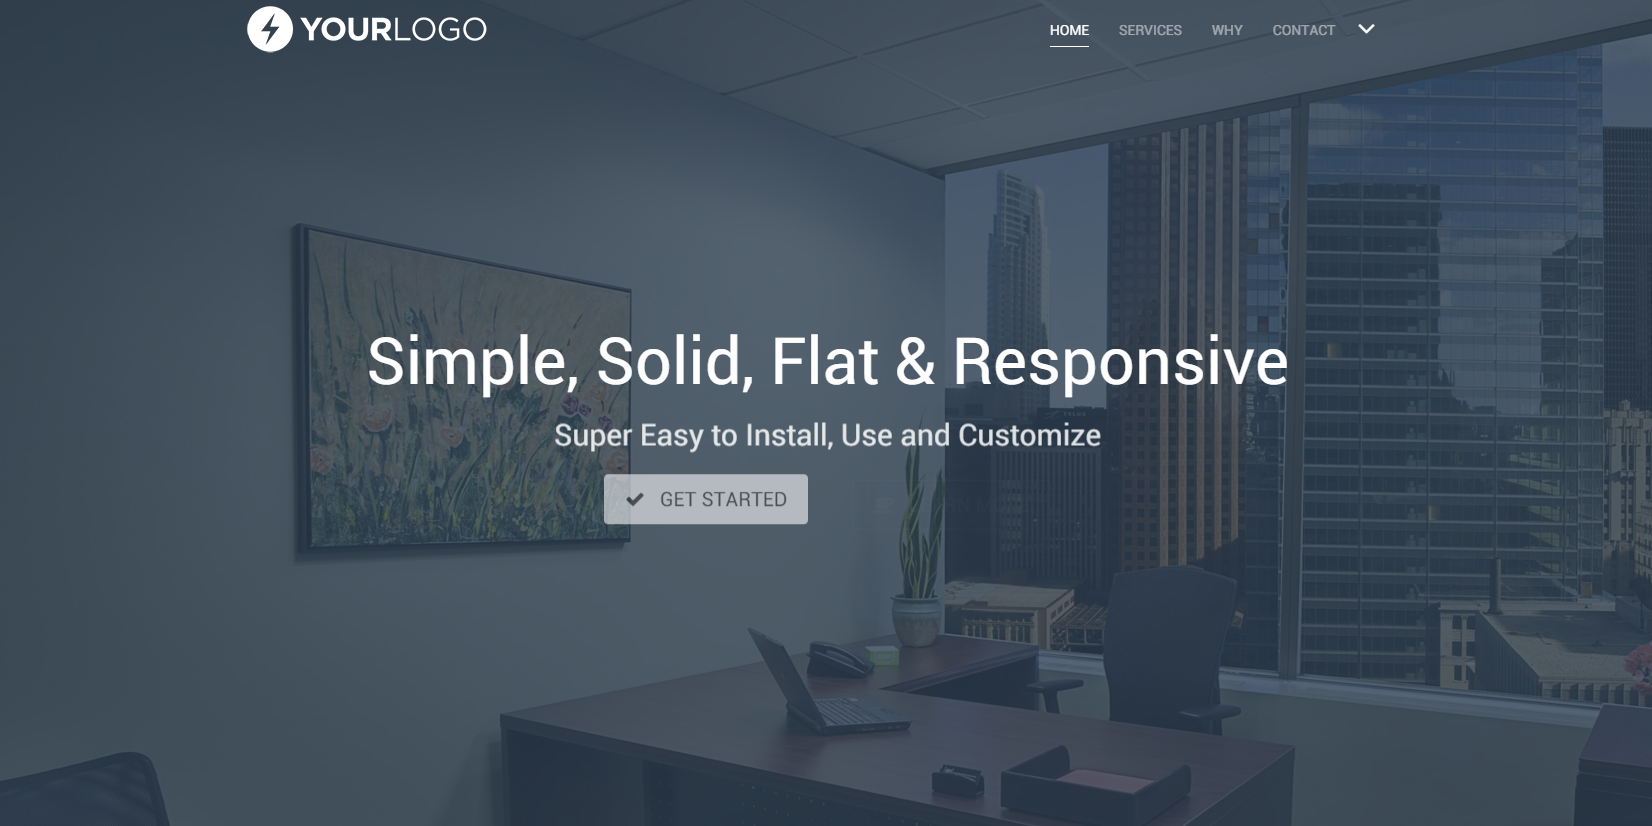 YOURLOGO
HOME SERVICES WHY CONTACT
Simple, Solid, Flat & Responsive
Super Easy to Install, Use and Customize
GET STARTED